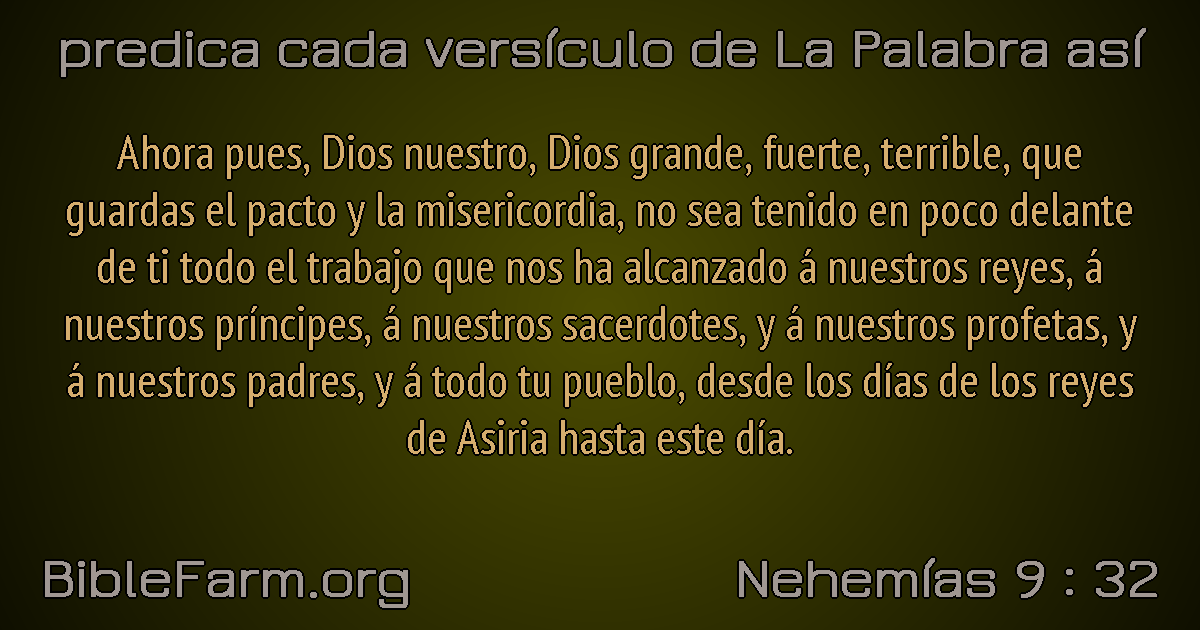 predica cada versículo de La Palabra así
Ahora pues, Dios nuestro, Dios grande, fuerte, terrible, que
guardas el pacto y la misericordia, no sea tenido en poco delante
de ti todo el trabajo que nos ha alcanzado á nuestros reyes, á
nuestros príncipes, á nuestros sacerdotes, y á nuestros profetas, y
á nuestros padres, y á todo tu pueblo, desde los días de los reyes
de Asiria hasta este día.
BibleFarm.org
Nehemías 9 : 32